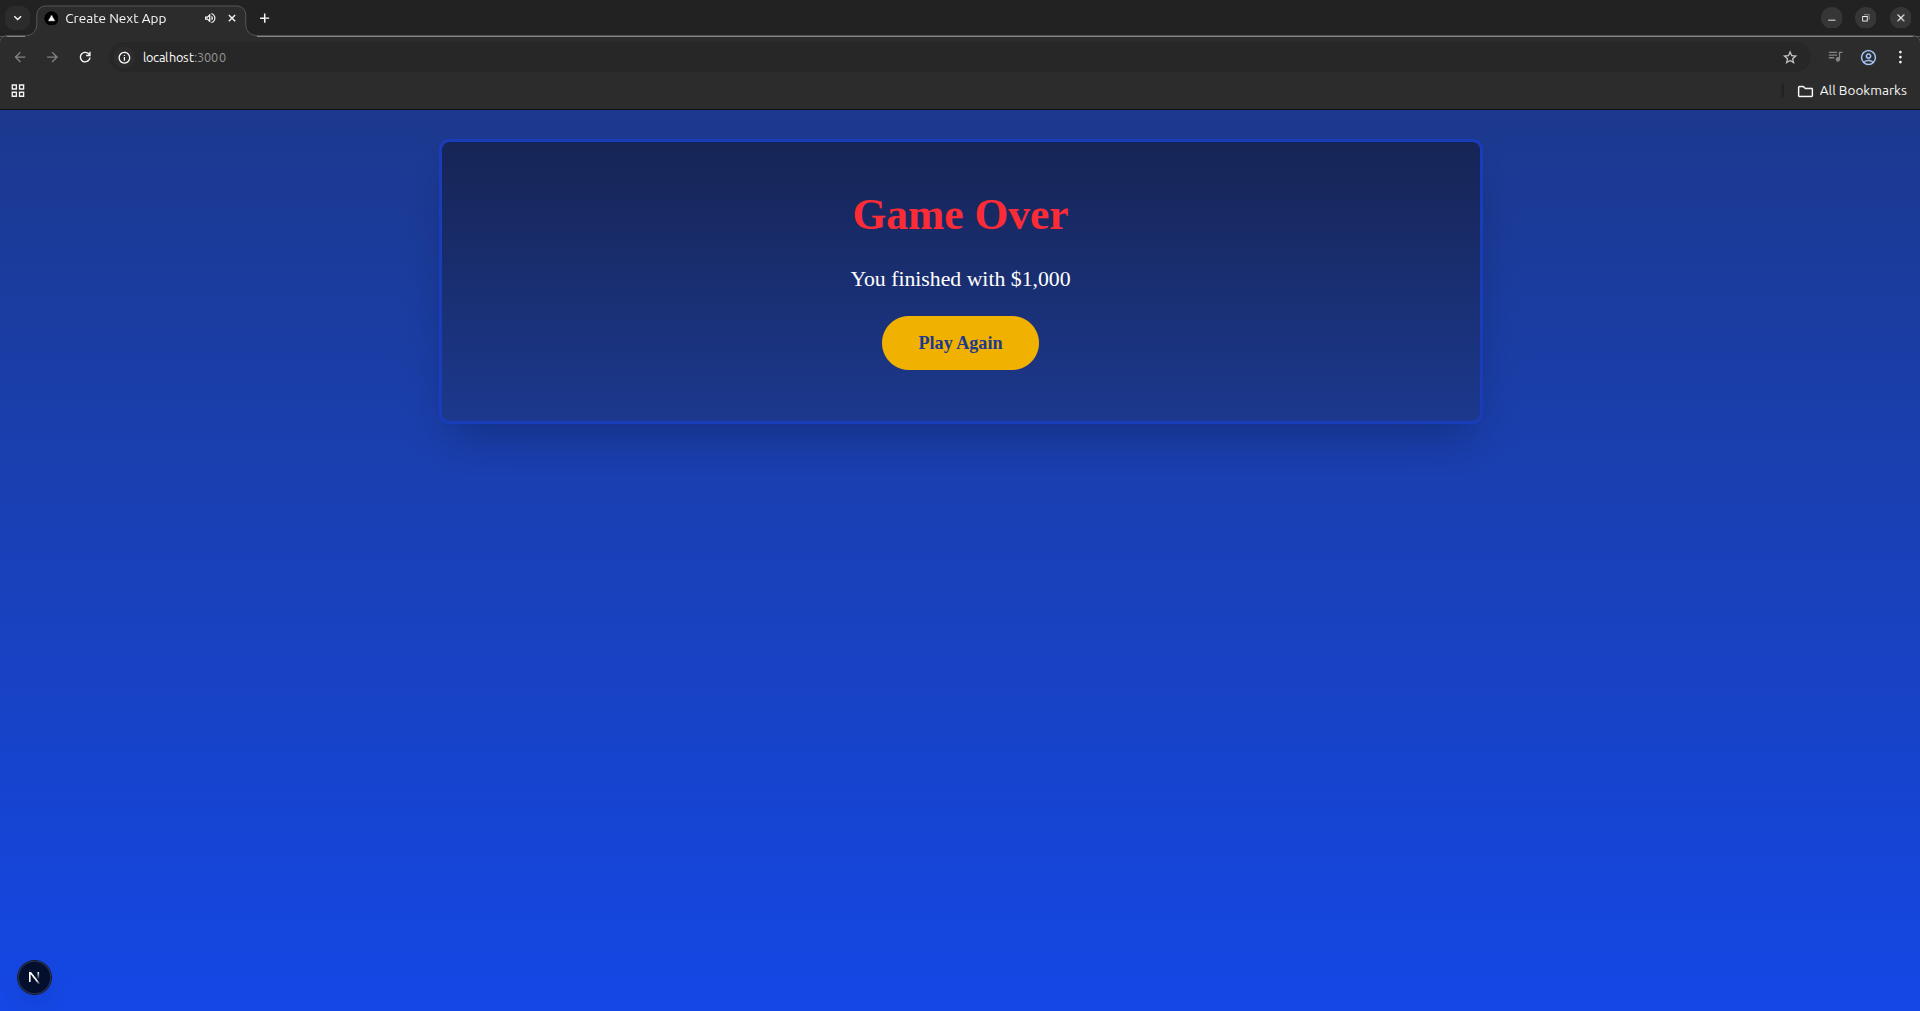 Create Next App
localhost:3000
All Bookmarks
Game Over
You finished with $1,000
Play Again
N